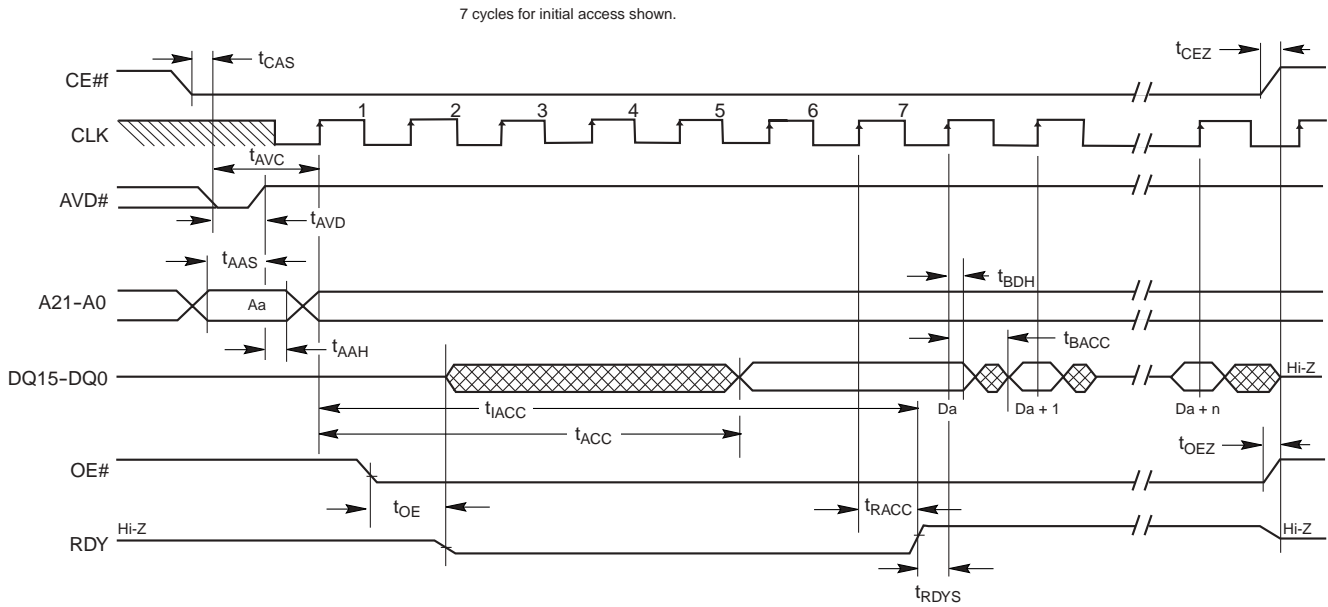 7 cycles for initial access shown.
tCAS
tCEZ
CE#f
1 2 3 4 5 6 7
CLK
tAVC
AVD#
tAVD
tAAS
tBDH
A21-A0
Aa
tAAH
tBACC
DQ15-DQ0
Hi-Z
tIACC
Da
Da + 1
Da + n
tACC
tOEZ
OE#
tOE
tRACC
Hi-Z
Hi-Z
RDY
tRDYS